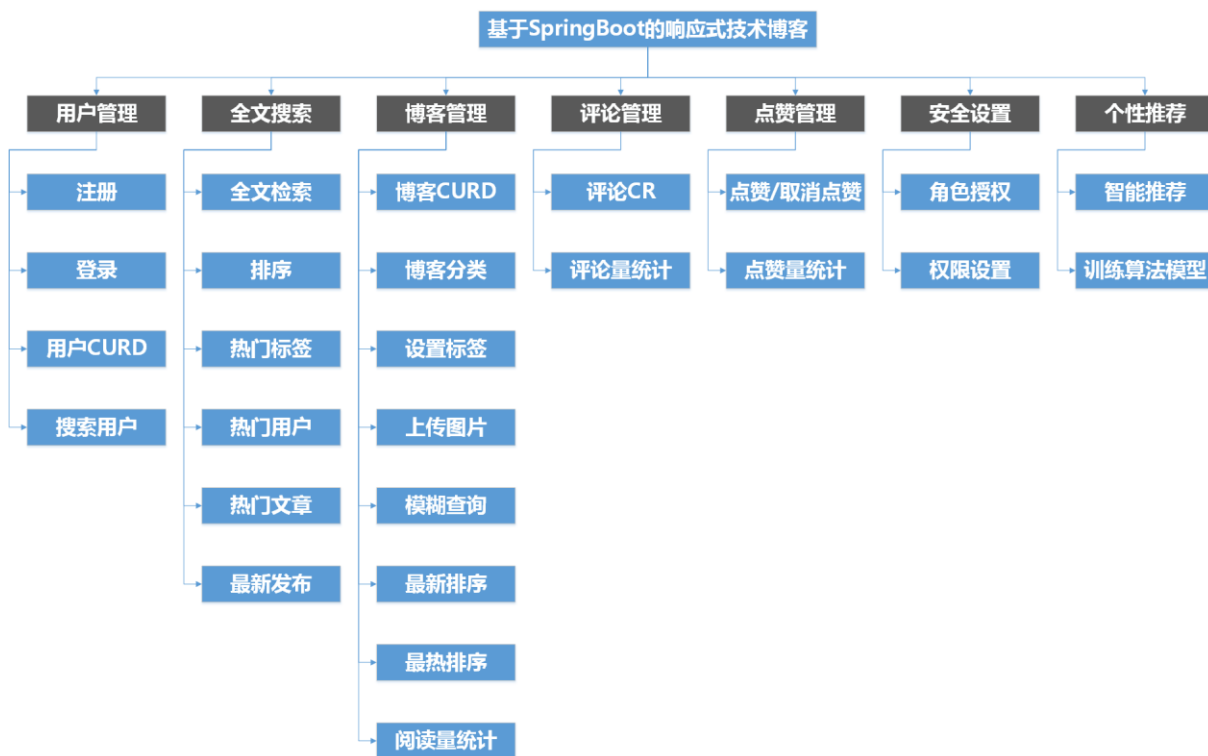 基于SpringBoot的响应式技术博客
用户管理
全文搜索
博客管理
评论管理
点赞管理
安全设置
个性推荐
注册
全文检索
博客CURD
评论CR
点赞/取消点赞
角色授权
智能推荐
登录
排序
博客分类
评论量统计
点赞量统计
权限设置
训练算法模型
用户CURD
热门标签
设置标签
搜索用户
热门用户
上传图片
热门文章
模糊查询
最新发布
最新排序
最热排序
阅读量统计